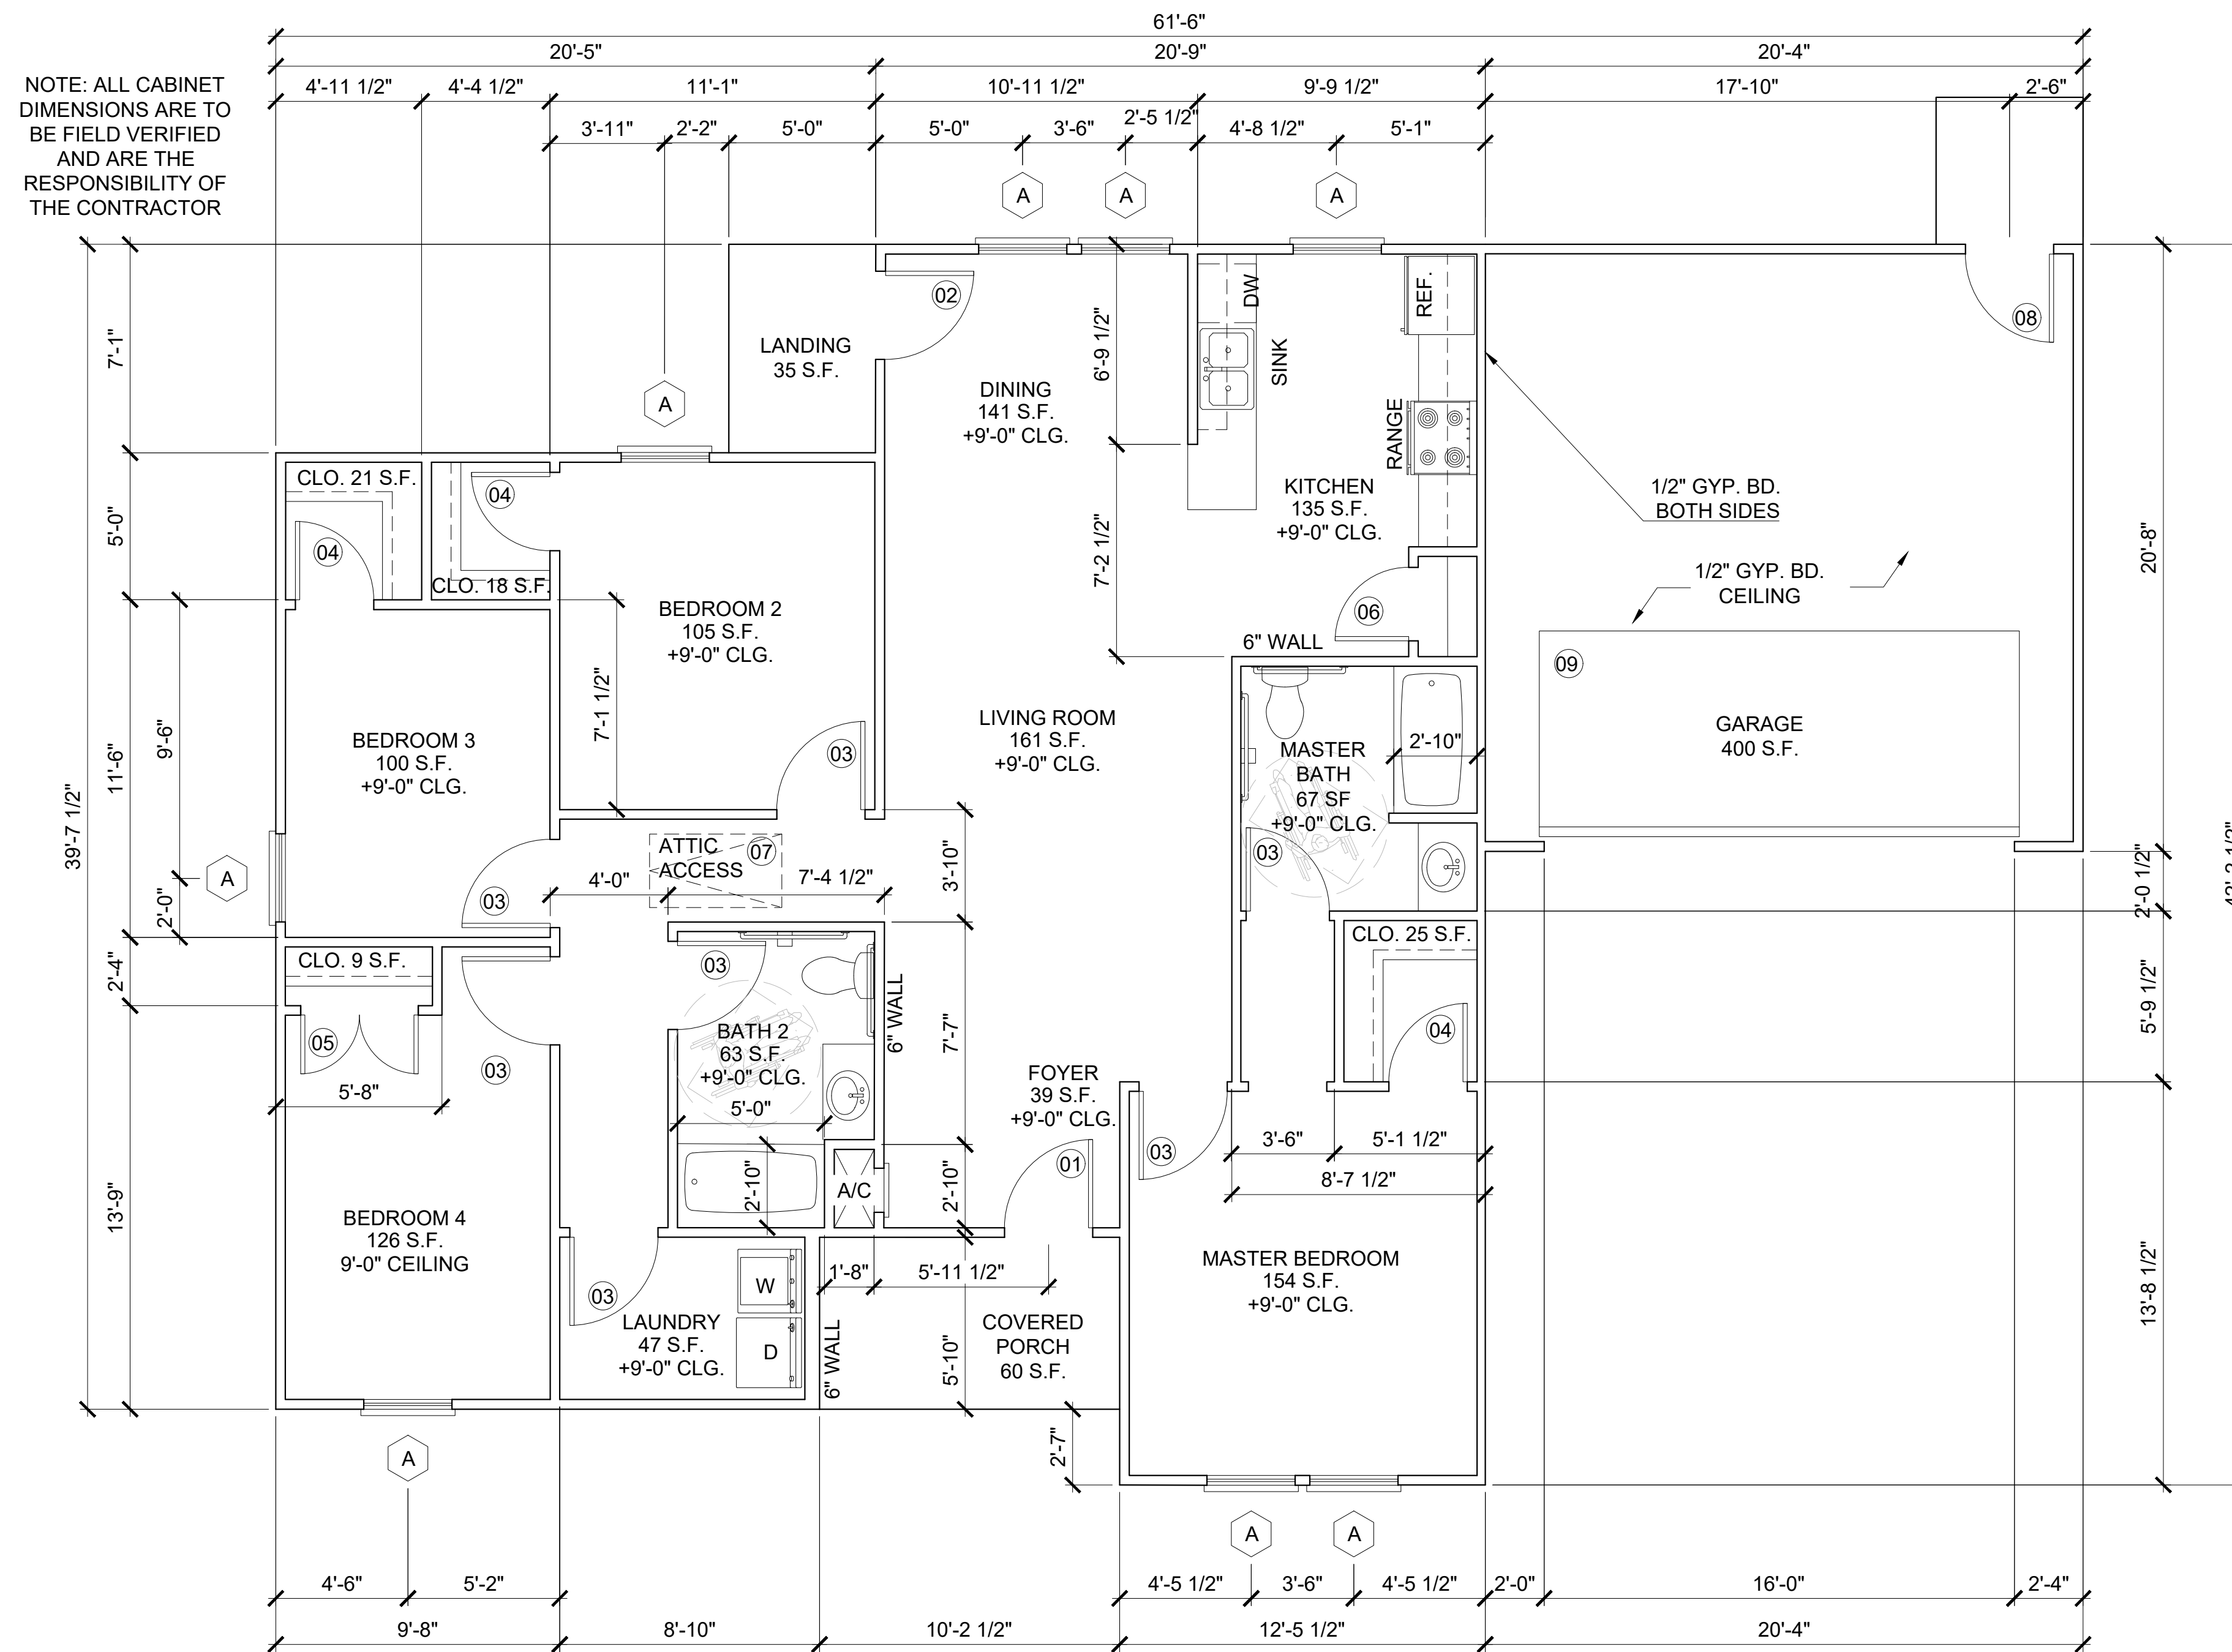 61'-6"
20'-5"
20'-9"
20'-4"
NOTE: ALL CABINET
DIMENSIONS ARE TO
BE FIELD VERIFIED
AND ARE THE
RESPONSIBILITY OF
THE CONTRACTOR
4'-11 1/2"
4'-4 1/2"
11'-1"
10'-11 1/2"
9'-9 1/2"
17'-10"
2'-6"
3'-11"
2'-2"
5'-0"
5'-0"
3'-6"
2'-5 1/2"
4'-8 1/2"
5'-1"
A
A
A
02
DW
REF.
08
7'-1"
LANDING
35 S.F.
6'-9 1/2"
SINK
A
DINING
141 S.F.
+9'-0" CLG.
RANGE
CLO. 21 S.F.
04
KITCHEN
135 S.F.
+9'-0" CLG.
1/2" GYP. BD.
BOTH SIDES
5'-0"
04
7'-2 1/2"
20'-8"
CLO. 18 S.F.
1/2" GYP. BD.
CEILING
BEDROOM 2
105 S.F.
+9'-0" CLG.
06
6" WALL
09
7'-1 1/2"
LIVING ROOM
161 S.F.
+9'-0" CLG.
GARAGE
400 S.F.
9'-6"
11'-6"
39'-7 1/2"
BEDROOM 3
100 S.F.
+9'-0" CLG.
03
MASTER
BATH
67 SF
+9'-0" CLG.
2'-10"
ATTIC
ACCESS
07
03
A
2'-0"
4'-0"
7'-4 1/2"
3'-10"
2'-0 1/2"
03
CLO. 25 S.F.
CLO. 9 S.F.
03
2'-4"
6" WALL
7'-7"
5'-9 1/2"
05
03
BATH 2
63 S.F.
+9'-0" CLG.
04
5'-8"
FOYER
39 S.F.
+9'-0" CLG.
5'-0"
3'-6"
5'-1 1/2"
01
03
2'-10"
A/C
2'-10"
8'-7 1/2"
13'-9"
BEDROOM 4
126 S.F.
9'-0" CEILING
MASTER BEDROOM
154 S.F.
+9'-0" CLG.
13'-8 1/2"
W
1'-8"
5'-11 1/2"
03
LAUNDRY
47 S.F.
+9'-0" CLG.
D
6" WALL
5'-10"
COVERED
PORCH
60 S.F.
2'-7"
A
A
A
4'-6"
5'-2"
4'-5 1/2"
3'-6"
4'-5 1/2"
2'-0"
16'-0"
2'-4"
9'-8"
8'-10"
10'-2 1/2"
12'-5 1/2"
20'-4"